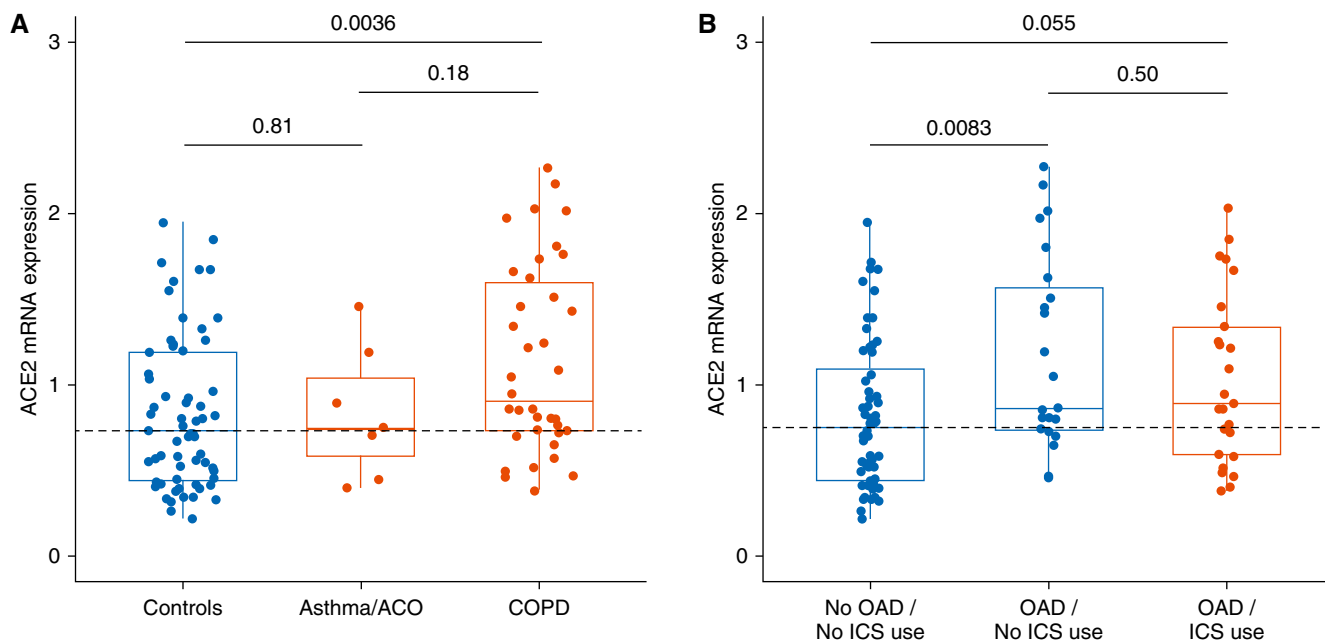 A
ACE2 mRNA expression
3
2
1
0
0.0036
0.18
0.81
Controls
Asthma/ACO
COPD
B
ACE2 mRNA expression
3
2
1
0
0.055
0.50
0.0083
No OAD /
No ICS use
OAD /
No ICS use
OAD /
ICS use